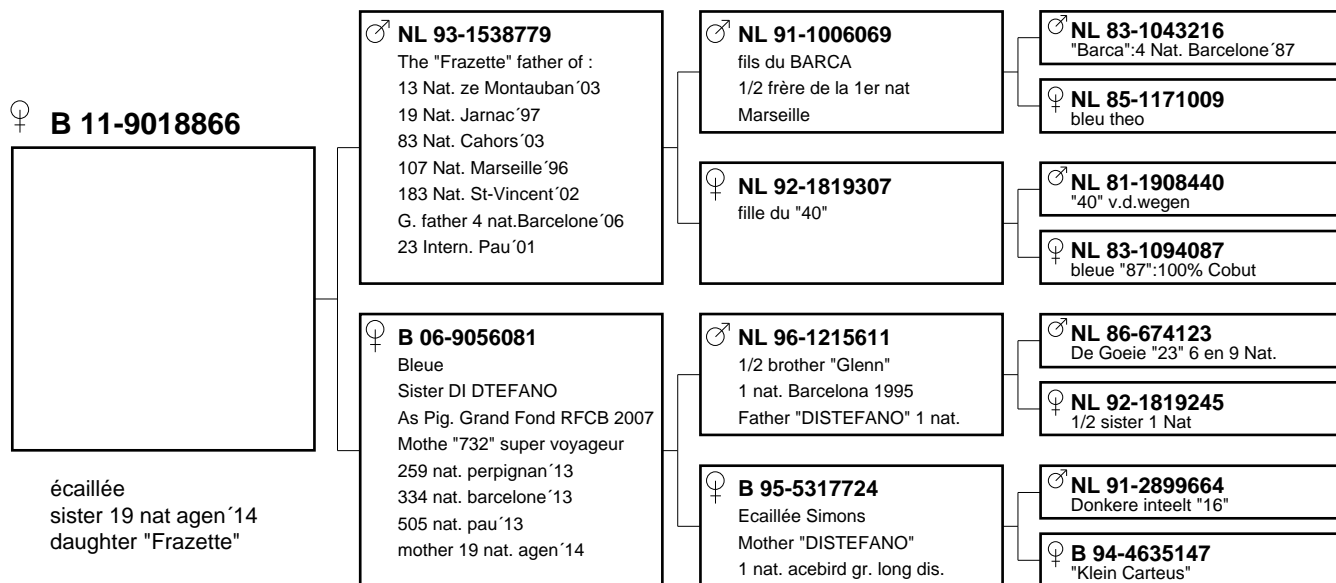 B 11-9018866
écaillée
sister 19 nat agen´14
daughter "Frazette"
NL 93-1538779
The "Frazette" father of :
13 Nat. ze Montauban´03
19 Nat. Jarnac´97
83 Nat. Cahors´03
107 Nat. Marseille´96
183 Nat. St-Vincent´02
G. father 4 nat.Barcelone´06
23 Intern. Pau´01
B 06-9056081
Bleue
Sister DI DTEFANO
As Pig. Grand Fond RFCB 2007
Mothe "732" super voyageur
259 nat. perpignan´13
334 nat. barcelone´13
505 nat. pau´13
mother 19 nat. agen´14
NL 91-1006069
fils du BARCA
1/2 frère de la 1er nat
Marseille
NL 92-1819307
fille du "40"
NL 96-1215611
1/2 brother "Glenn"
1 nat. Barcelona 1995
Father "DISTEFANO" 1 nat.
B 95-5317724
Ecaillée Simons
Mother "DISTEFANO"
1 nat. acebird gr. long dis.
NL 83-1043216
"Barca":4 Nat. Barcelone´87
NL 85-1171009
bleu theo
NL 81-1908440
"40" v.d.wegen
NL 83-1094087
bleue "87":100% Cobut
NL 86-674123
De Goeie "23" 6 en 9 Nat.
NL 92-1819245
1/2 sister 1 Nat
NL 91-2899664
Donkere inteelt "16"
B 94-4635147
"Klein Carteus"